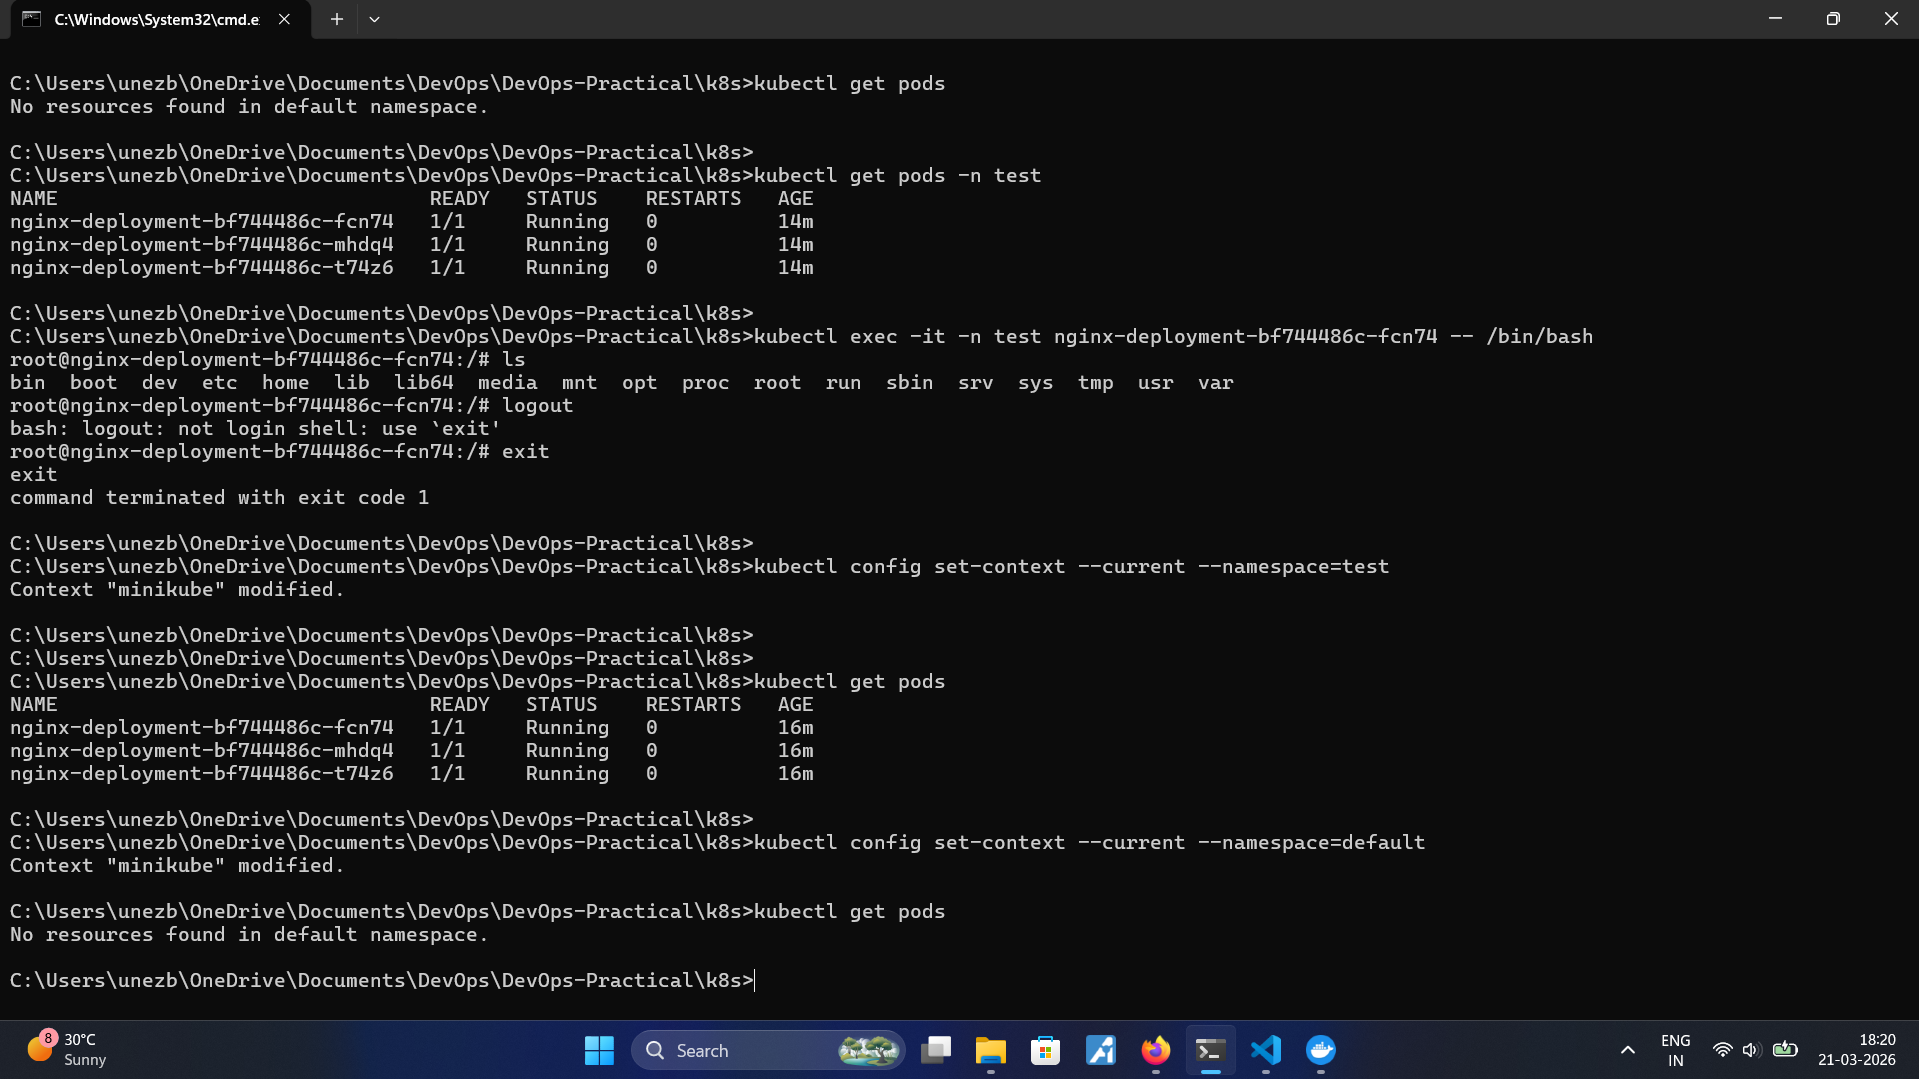 C:\Windows\System32\cmd.e
C:\Users\unezb\OneDrive\Documents\DevOps\DevOps-Practical\k8s>kubectl get pods
No resources found in default namespace.
C:\Users\unezb\OneDrive\Documents\DevOps\DevOps-Practical\k8s>
C:\Users\unezb\OneDrive\Documents\DevOps\DevOps-Practical\k8s>kubectl get pods -n test
NAME READY STATUS RESTARTS AGE
nginx-deployment-bf744486c-fcn74 1/1 Running 0 14m
nginx-deployment-bf744486c-mhdq4 1/1 Running 0 14m
nginx-deployment-bf744486c-t74z6 1/1 Running 0 14m
C:\Users\unezb\OneDrive\Documents\DevOps\DevOps-Practical\k8s>
C:\Users\unezb\OneDrive\Documents\DevOps\DevOps-Practical\k8s>kubectl exec -it -n test nginx-deployment-bf744486c-fcn74 -- /bin/bash
root@nginx-deployment-bf744486c-fcn74:/# ls
bin boot dev etc home lib lib64 media mnt opt proc root run sbin srv sys tmp usr var
root@nginx-deployment-bf744486c-fcn74:/# logout
bash: logout: not login shell: use `exit'
root@nginx-deployment-bf744486c-fcn74:/# exit
exit
command terminated with exit code 1
C:\Users\unezb\OneDrive\Documents\DevOps\DevOps-Practical\k8s>
C:\Users\unezb\OneDrive\Documents\DevOps\DevOps-Practical\k8s>kubectl config set-context --current --namespace=test
Context "minikube" modified.
C:\Users\unezb\OneDrive\Documents\DevOps\DevOps-Practical\k8s>
C:\Users\unezb\OneDrive\Documents\DevOps\DevOps-Practical\k8s>
C:\Users\unezb\OneDrive\Documents\DevOps\DevOps-Practical\k8s>kubectl get pods
NAME READY STATUS RESTARTS AGE
nginx-deployment-bf744486c-fcn74 1/1 Running 0 16m
nginx-deployment-bf744486c-mhdq4 1/1 Running 0 16m
nginx-deployment-bf744486c-t74z6 1/1 Running 0 16m
C:\Users\unezb\OneDrive\Documents\DevOps\DevOps-Practical\k8s>
C:\Users\unezb\OneDrive\Documents\DevOps\DevOps-Practical\k8s>kubectl config set-context --current --namespace=default
Context "minikube" modified.
C:\Users\unezb\OneDrive\Documents\DevOps\DevOps-Practical\k8s>kubectl get pods
No resources found in default namespace.
C:\Users\unezb\OneDrive\Documents\DevOps\DevOps-Practical\k8s>
8
30°C
Sunny
Search
ENG
IN
18:20
21-03-2026